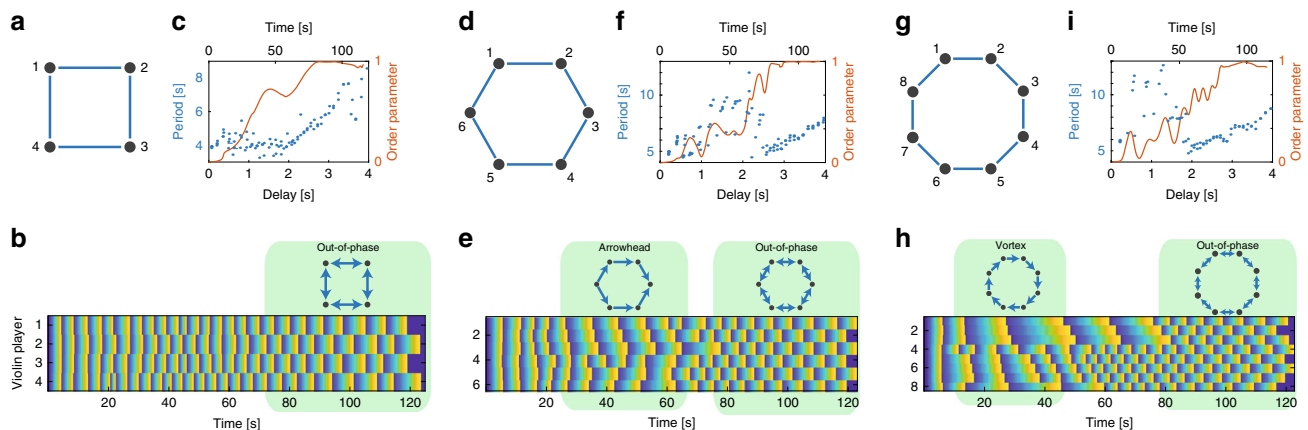 a
1
2
4
3
c
Time [s]
0
50
100
Period [s]
8
6
4
1
0
Order parameter
0
1
2
3
4
Delay [s]
d
1
2
6
3
5
4
f
Time [s]
0
50
100
Period [s]
10
5
1
0
Order parameter
0
1
2
3
4
Delay [s]
g
1
2
8
3
7
4
6
5
i
Time [s]
0
50
100
Period [s]
10
5
1
0
Order parameter
0
1
2
3
4
Delay [s]
b
Out-of-phase
Violin player
1
2
3
4
20
40
60
80
100
120
Time [s]
e
Arrowhead
Out-of-phase
2
4
6
20
40
60
80
100
120
Time [s]
h
Vortex
Out-of-phase
2
4
6
8
20
40
60
80
100
120
Time [s]